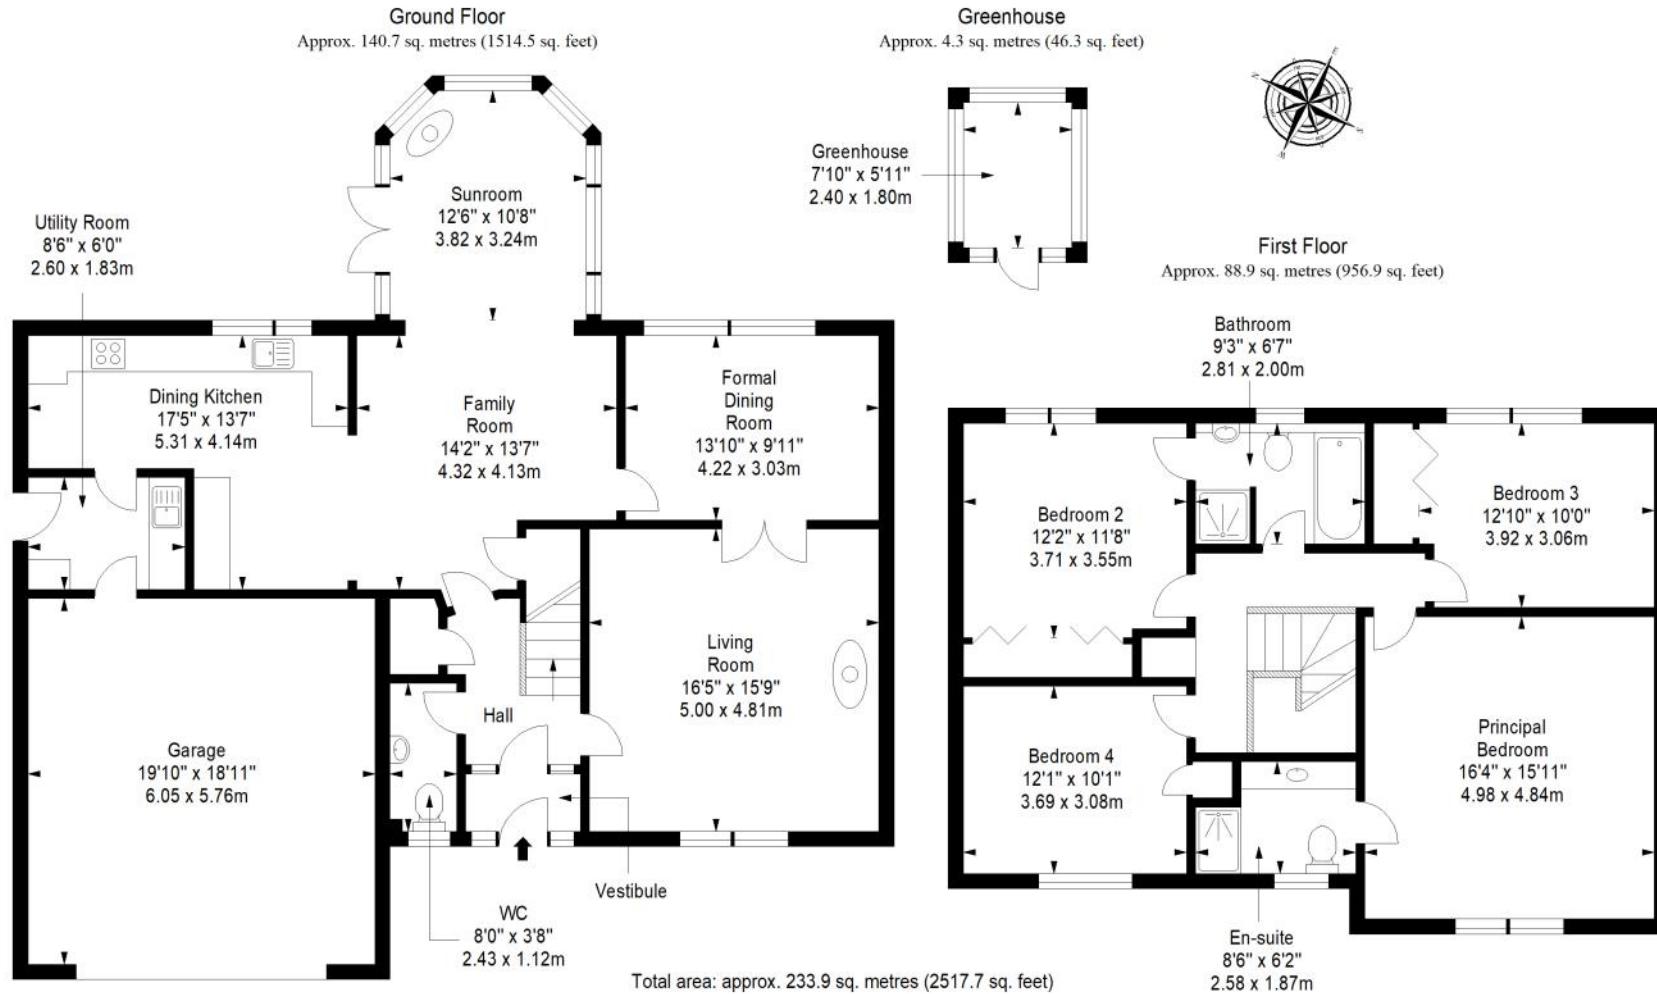 Ground Floor
Approx. 140.7 sq. metres (1514.5 sq. feet)
Greenhouse
Approx. 4.3 sq. metres (46.3 sq. feet)
N
E
S
W
Greenhouse
7'10" x 5'11"
2.40 x 1.80m
Sunroom
12'6" x 10'8"
3.82 x 3.24m
Utility Room
8'6" x 6'0"
2.60 x 1.83m
First Floor
Approx. 88.9 sq. metres (956.9 sq. feet)
Bathroom
9'3" x 6'7"
2.81 x 2.00m
Dining Kitchen
17'5" x 13'7"
5.31 x 4.14m
Family
Room
14'2" x 13'7"
4.32 x 4.13m
Formal
Dining
Room
13'10" x 9'11"
4.22 x 3.03m
Bedroom 2
12'2" x 11'8"
3.71 x 3.55m
Bedroom 3
12'10" x 10'0"
3.92 x 3.06m
Living
Room
16'5" x 15'9"
5.00 x 4.81m
Hall
Garage
19'10" x 18'11"
6.05 x 5.76m
Bedroom 4
12'1" x 10'1"
3.69 x 3.08m
Principal
Bedroom
16'4" x 15'11"
4.98 x 4.84m
Vestibule
WC
8'0" x 3'8"
2.43 x 1.12m
En-suite
8'6" x 6'2"
2.58 x 1.87m
Total area: approx. 233.9 sq. metres (2517.7 sq. feet)